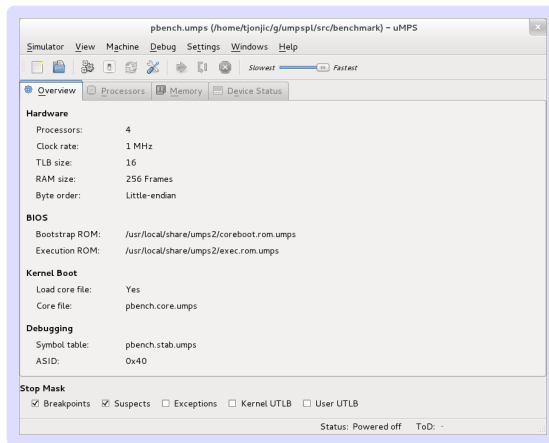 pbench.umps (/home/tjonjic/g/umpspl/src/benchmark) – uMPS
Simulator View Machine Debug Settings Windows Help
Slowest Fastest
Overview Processors Memory Device Status
Hardware
Processors: 4
Clock rate: 1 MHz
TLB size: 16
RAM size: 256 Frames
Byte order: Little-endian
BIOS
Bootstrap ROM: /usr/local/share/umps2/coreboot.rom.umps
Execution ROM: /usr/local/share/umps2/exec.rom.umps
Kernel Boot
Load core file: Yes
Core file: pbench.core.umps
Debugging
Symbol table: pbench.stab.umps
ASID: 0x40
Stop Mask
Breakpoints Suspects Exceptions Kernel UTLB User UTLB
Status: Powered off ToD: -